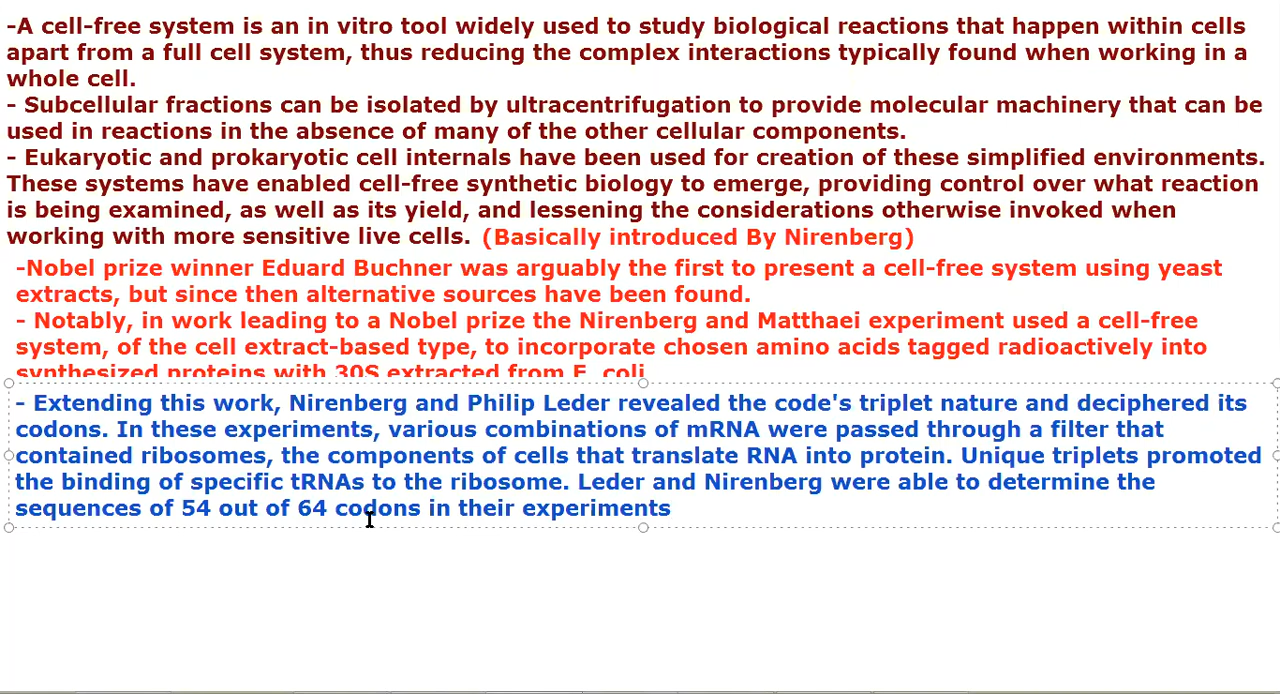 -A cell-free system is an in vitro tool widely used to study biological reactions that happen within cells
apart from a full cell system, thus reducing the complex interactions typically found when working in a
whole cell.
- Subcellular fractions can be isolated by ultracentrifugation to provide molecular machinery that can be
used in reactions in the absence of many of the other cellular components.
- Eukaryotic and prokaryotic cell internals have been used for creation of these simplified environments.
These systems have enabled cell-free synthetic biology to emerge, providing control over what reaction
is being examined, as well as its yield, and lessening the considerations otherwise invoked when
working with more sensitive live cells. (Basically introduced By Nirenberg)
-Nobel prize winner Eduard Buchner was arguably the first to present a cell-free system using yeast
extracts, but since then alternative sources have been found.
- Notably, in work leading to a Nobel prize the Nirenberg and Matthaei experiment used a cell-free
system, of the cell extract-based type, to incorporate chosen amino acids tagged radioactively into
synthesized proteins with 30S extracted from E. coli
- Extending this work, Nirenberg and Philip Leder revealed the code's triplet nature and deciphered its
codons. In these experiments, various combinations of mRNA were passed through a filter that
contained ribosomes, the components of cells that translate RNA into protein. Unique triplets promoted
the binding of specific tRNAs to the ribosome. Leder and Nirenberg were able to determine the
sequences of 54 out of 64 codons in their experiments